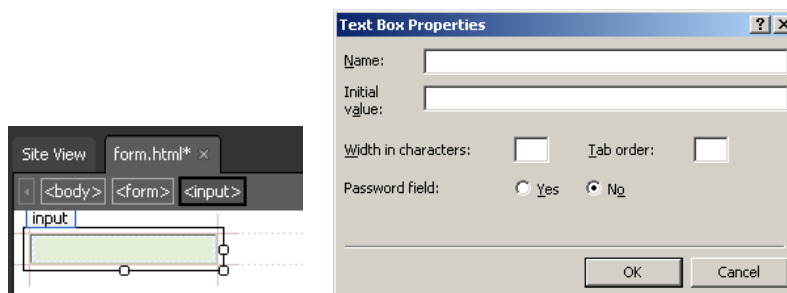 Site View form.html* ×
<body> <form> <input>
input
Text Box Properties
Name:
Initial
value:
Width in characters: Tab order:
Password field: Yes No
OK Cancel